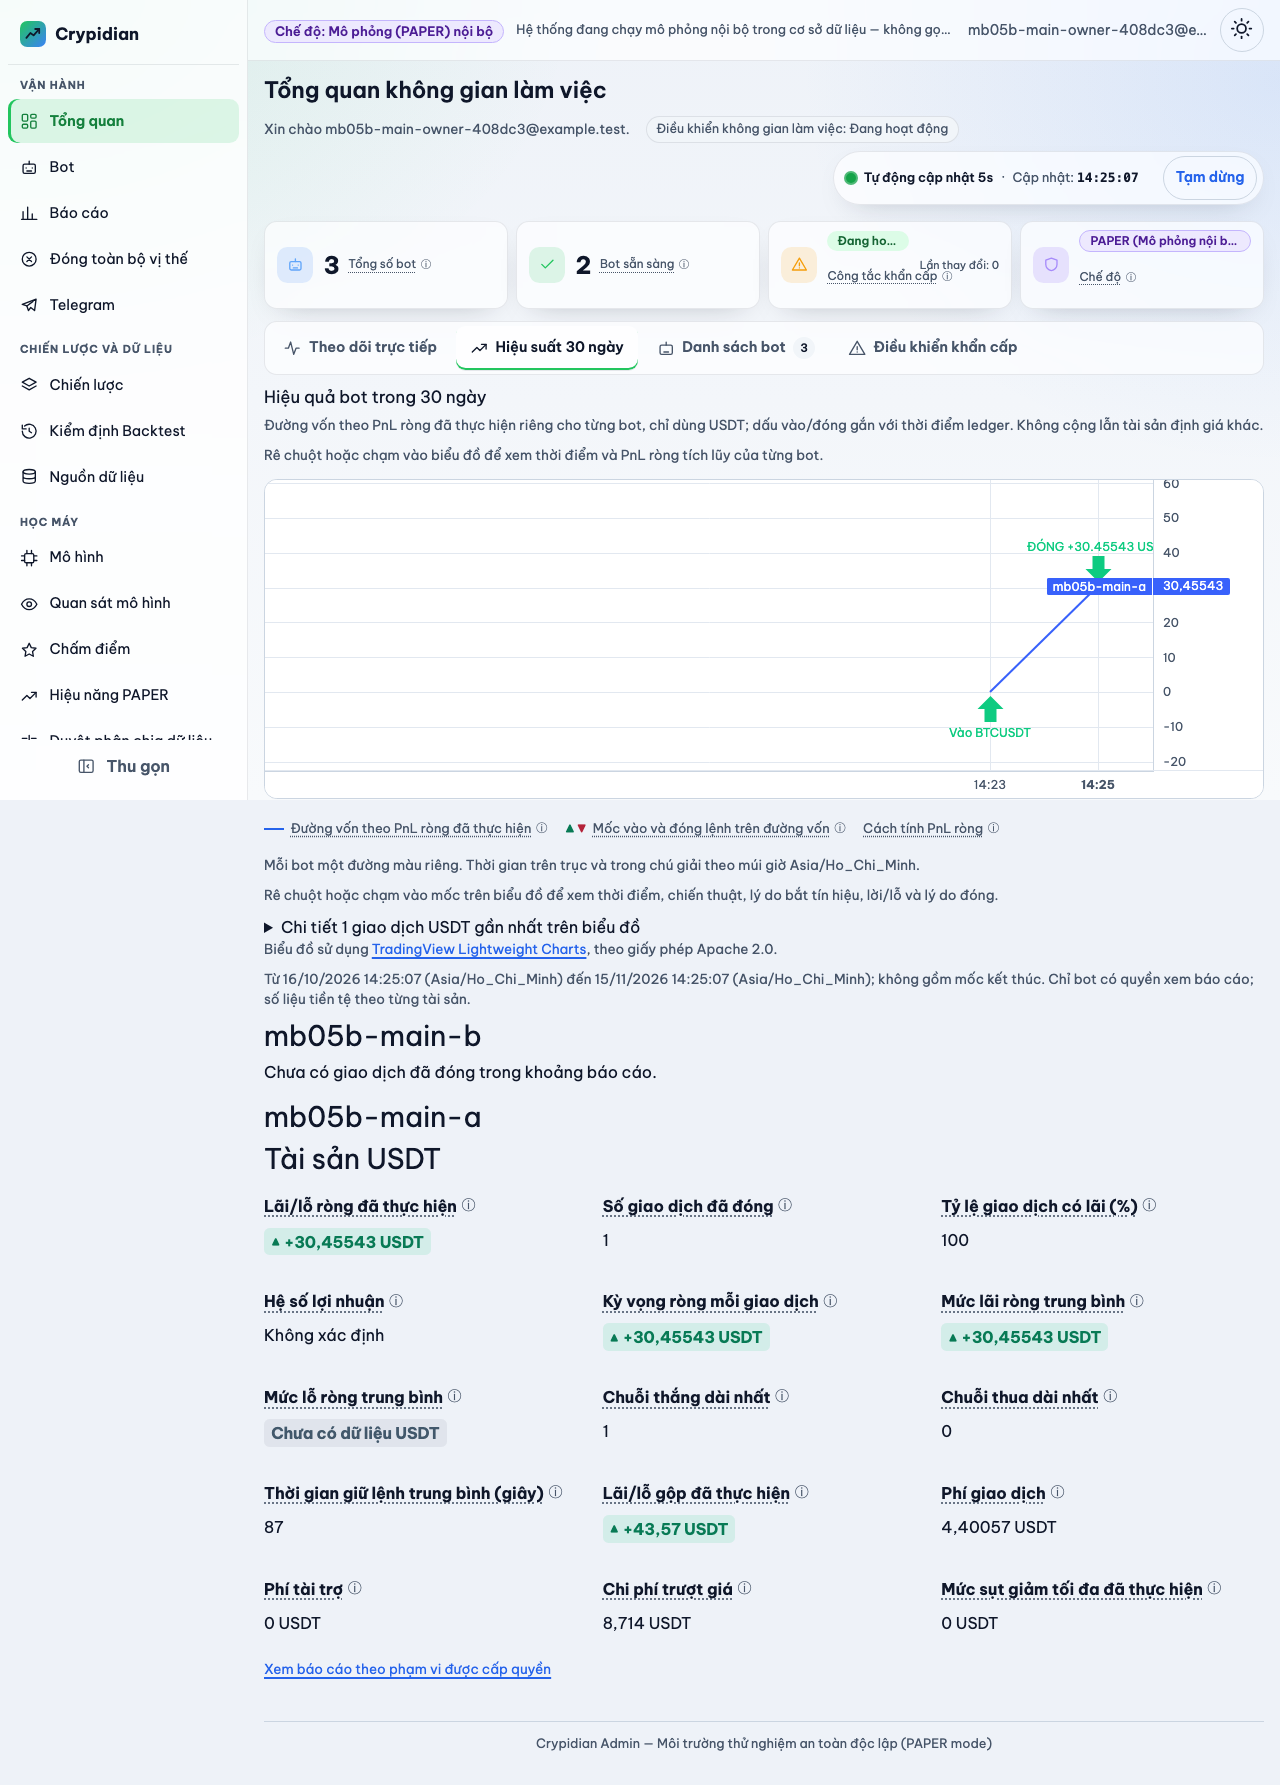 Crypidian
VẬN HÀNH
Tổng quan
Bot
Báo cáo
Đóng toàn bộ vị thế
Telegram
CHIẾN LƯỢC VÀ DỮ LIỆU
Chiến lược
Kiểm định Backtest
Nguồn dữ liệu
HỌC MÁY
Mô hình
Quan sát mô hình
Chấm điểm
Hiệu năng PAPER
Duyệt phân chia dữ liệu
Thu gọn
Chế độ: Mô phỏng (PAPER) nội bộ
Hệ thống đang chạy mô phỏng nội bộ trong cơ sở dữ liệu — không gọ...
mb05b-main-owner-408dc3@e...
Tổng quan không gian làm việc
Xin chào mb05b-main-owner-408dc3@example.test.
Điều khiển không gian làm việc: Đang hoạt động
Tự động cập nhật 5s · Cập nhật: 14:25:07
Tạm dừng
3 Tổng số bot ⓘ
2 Bot sẵn sàng ⓘ
Đang ho...
Lần thay đổi: 0
Công tắc khẩn cấp ⓘ
PAPER (Mô phỏng nội b...
Chế độ ⓘ
Theo dõi trực tiếp
Hiệu suất 30 ngày
Danh sách bot 3
Điều khiển khẩn cấp
Hiệu quả bot trong 30 ngày
Đường vốn theo PnL ròng đã thực hiện riêng cho từng bot, chỉ dùng USDT; dấu vào/đóng gắn với thời điểm ledger. Không cộng lẫn tài sản định giá khác.
Rê chuột hoặc chạm vào biểu đồ để xem thời điểm và PnL ròng tích lũy của từng bot.
60
50
ĐÓNG +30.45543 US
40
mb05b-main-a 30,45543
20
10
0
-10
Vào BTCUSDT
-20
14:23
14:25
Đường vốn theo PnL ròng đã thực hiện ⓘ
▲▼ Mốc vào và đóng lệnh trên đường vốn ⓘ
Cách tính PnL ròng ⓘ
Mỗi bot một đường màu riêng. Thời gian trên trục và trong chú giải theo múi giờ Asia/Ho_Chi_Minh.
Rê chuột hoặc chạm vào mốc trên biểu đồ để xem thời điểm, chiến thuật, lý do bắt tín hiệu, lời/lỗ và lý do đóng.
▶ Chi tiết 1 giao dịch USDT gần nhất trên biểu đồ
Biểu đồ sử dụng TradingView Lightweight Charts, theo giấy phép Apache 2.0.
Từ 16/10/2026 14:25:07 (Asia/Ho_Chi_Minh) đến 15/11/2026 14:25:07 (Asia/Ho_Chi_Minh); không gồm mốc kết thúc. Chỉ bot có quyền xem báo cáo;
số liệu tiền tệ theo từng tài sản.
mb05b-main-b
Chưa có giao dịch đã đóng trong khoảng báo cáo.
mb05b-main-a
Tài sản USDT
Lãi/lỗ ròng đã thực hiện ⓘ
▲ +30,45543 USDT
Số giao dịch đã đóng ⓘ
1
Tỷ lệ giao dịch có lãi (%) ⓘ
100
Hệ số lợi nhuận ⓘ
Không xác định
Kỳ vọng ròng mỗi giao dịch ⓘ
▲ +30,45543 USDT
Mức lãi ròng trung bình ⓘ
▲ +30,45543 USDT
Mức lỗ ròng trung bình ⓘ
Chưa có dữ liệu USDT
Chuỗi thắng dài nhất ⓘ
1
Chuỗi thua dài nhất ⓘ
0
Thời gian giữ lệnh trung bình (giây) ⓘ
87
Lãi/lỗ gộp đã thực hiện ⓘ
▲ +43,57 USDT
Phí giao dịch ⓘ
4,40057 USDT
Phí tài trợ ⓘ
0 USDT
Chi phí trượt giá ⓘ
8,714 USDT
Mức sụt giảm tối đa đã thực hiện ⓘ
0 USDT
Xem báo cáo theo phạm vi được cấp quyền
Crypidian Admin — Môi trường thử nghiệm an toàn độc lập (PAPER mode)